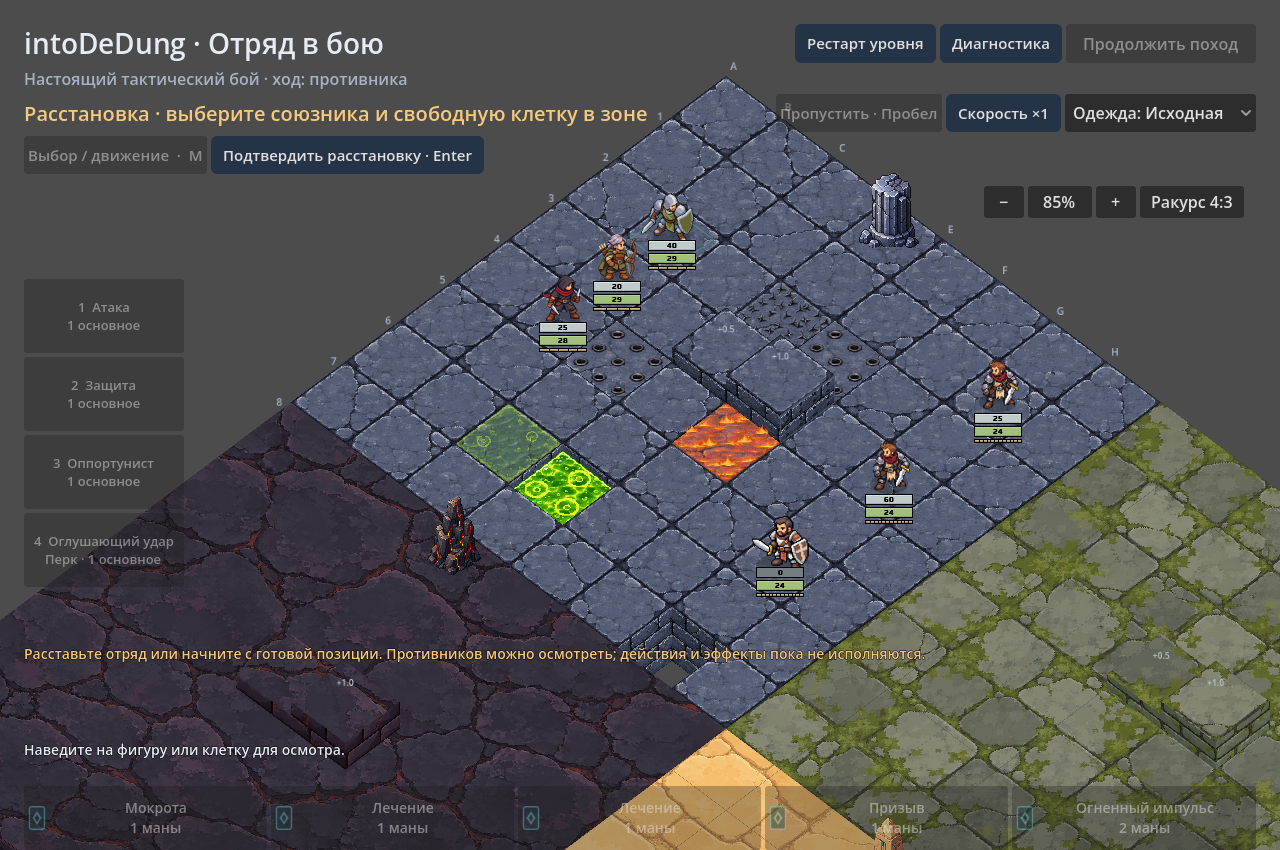 intoDeDung · Отряд в бою
Рестарт уровня
Диагностика
Продолжить поход
Настоящий тактический бой · ход: противника
A
Расстановка · выберите союзника и свободную клетку в зоне
1
B
Пропустить · Пробел
Скорость ×1
Одежда: Исходная
Выбор / движение · M
Подтвердить расстановку · Enter
2
C
3
−
85%
+
Ракурс 4:3
4
E
40
29
5
F
20
29
6
G
25
28
+0.5
7
H
+1.0
8
1 Атака
1 основное
2 Защита
1 основное
3 Оппортунист
1 основное
4 Оглушающий удар
Перк · 1 основное
25
24
60
24
0
24
Расставьте отряд или начните с готовой позиции. Противников можно осмотреть; действия и эффекты пока не исполняются.
+0.5
+1.0
+1.0
Наведите на фигуру или клетку для осмотра.
Мокрота
1 маны
Лечение
1 маны
Лечение
1 маны
Призыв
1 маны
Огненный импульс
2 маны